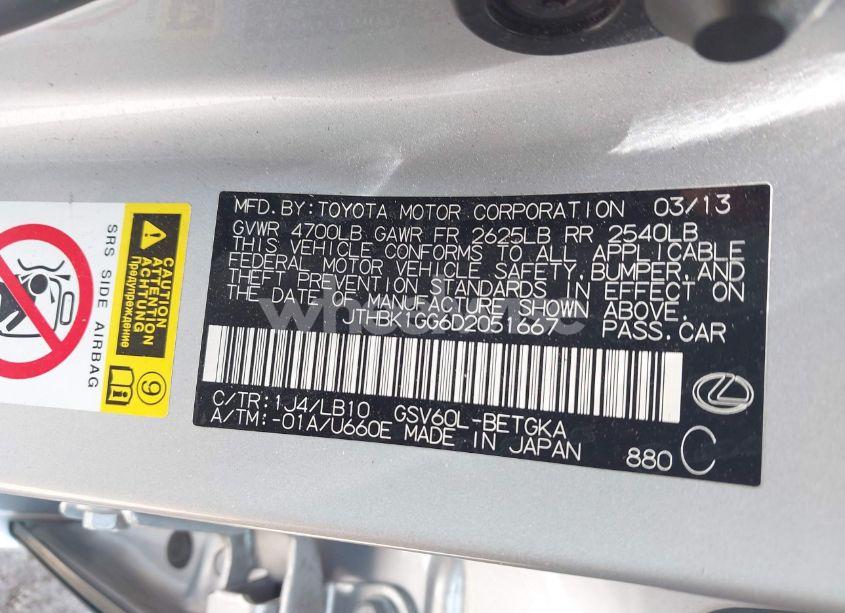 SRS SIDE AIRBAG
CAUTION
ATTENTION
ACHTUNG
Предупреждение
9
MFD.BY:TOYOTA MOTOR CORPORATION 03/13
GVWR 4700LB GAWR FR 2625LB RR 2540LB
THIS VEHICLE CONFORMS TO ALL APPLICABLE
FEDERAL MOTOR VEHICLE SAFETY,BUMPER,AND
THEFT PREVENTION STANDARDS IN EFFECT ON
THE DATE OF MANUFACTURE SHOWN ABOVE.
JTHBK1GG6D2051667 PASS.CAR
C/TR:1J4/LB10 GSV60L-BETGKA
A/TM:-01A/U660E MADE IN JAPAN
880 C